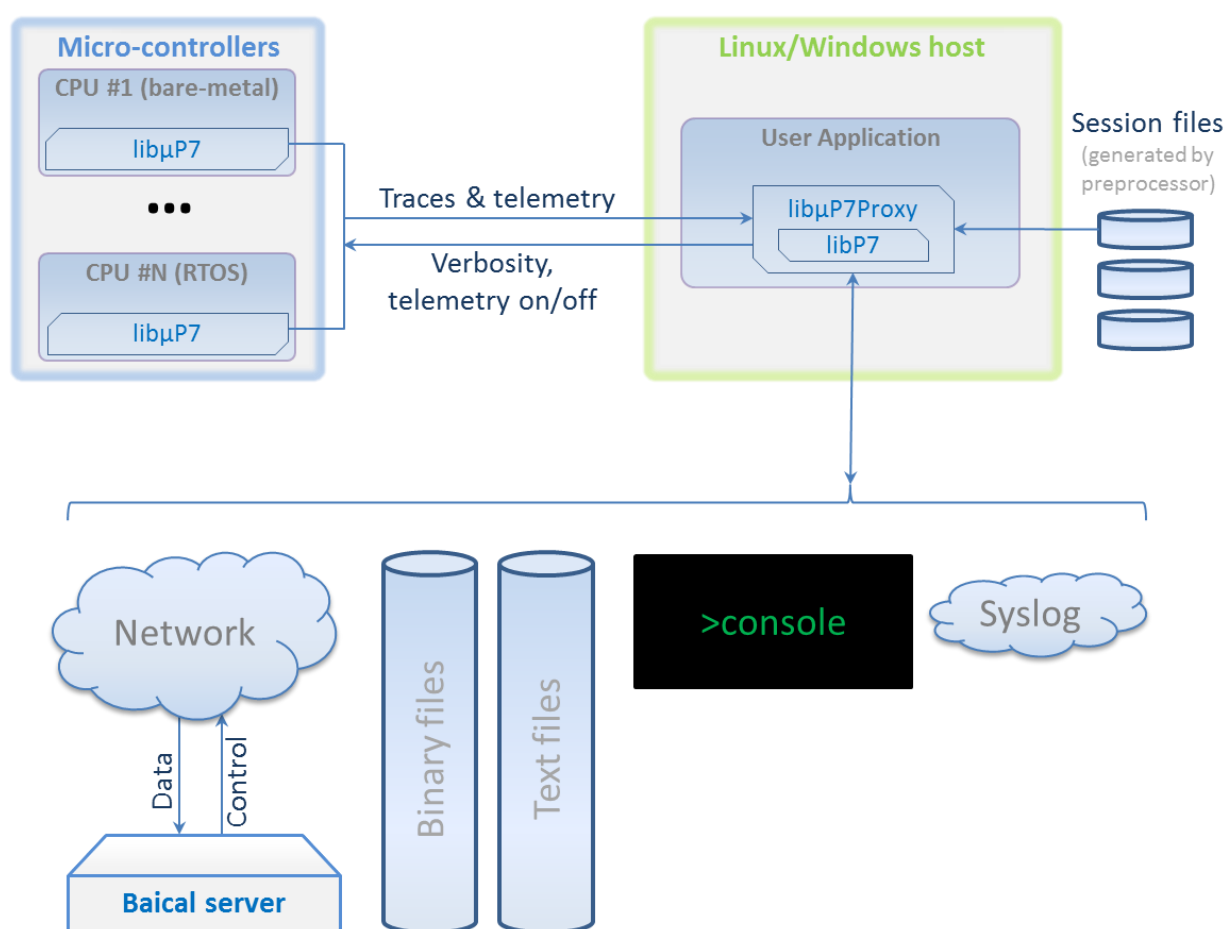 Micro-controllers
CPU #1 (bare-metal)
libµP7
...
CPU #N (RTOS)
libµP7
Traces & telemetry
Verbosity,
telemetry on/off
Linux/Windows host
User Application
libµP7Proxy
libP7
Session files
(generated by
preprocessor)
Network
Data
Control
Baical server
Binary files
Text files
>console
Syslog